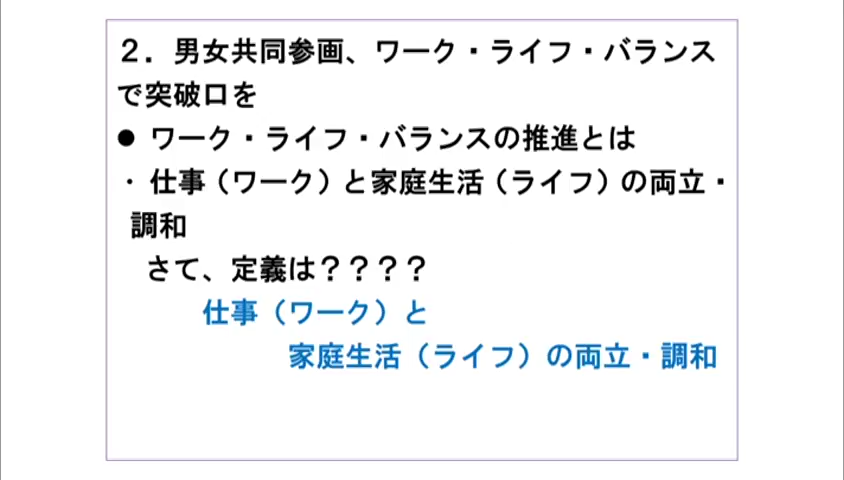 ２．男女共同参画、ワーク・ライフ・バランス
で突破口を
● ワーク・ライフ・バランスの推進とは
・ 仕事（ワーク）と家庭生活（ライフ）の両立・
調和
さて、定義は？？？？
仕事（ワーク）と
家庭生活（ライフ）の両立・調和